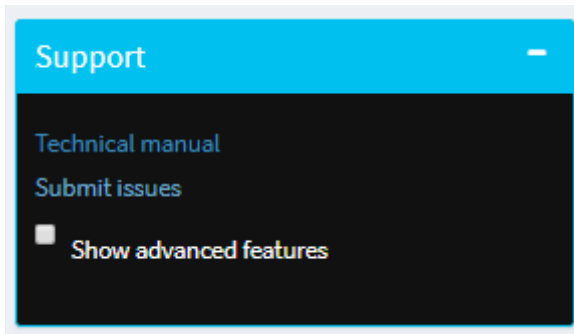 Support
Technical manual
Submit issues
Show advanced features